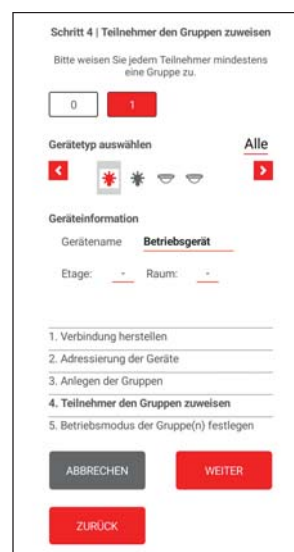 Schritt 4 | Teilnehmer den Gruppen zuweisen
Bitte weisen Sie jedem Teilnehmer mindestens
eine Gruppe zu.
0 1
Gerätetyp auswählen Alle
Geräteinformation
Gerätename Betriebsgerät
Etage: - Raum: -
1. Verbindung herstellen
2. Adressierung der Geräte
3. Anlegen der Gruppen
4. Teilnehmer den Gruppen zuweisen
5. Betriebsmodus der Gruppe(n) festlegen
ABBRECHEN WEITER
ZURÜCK